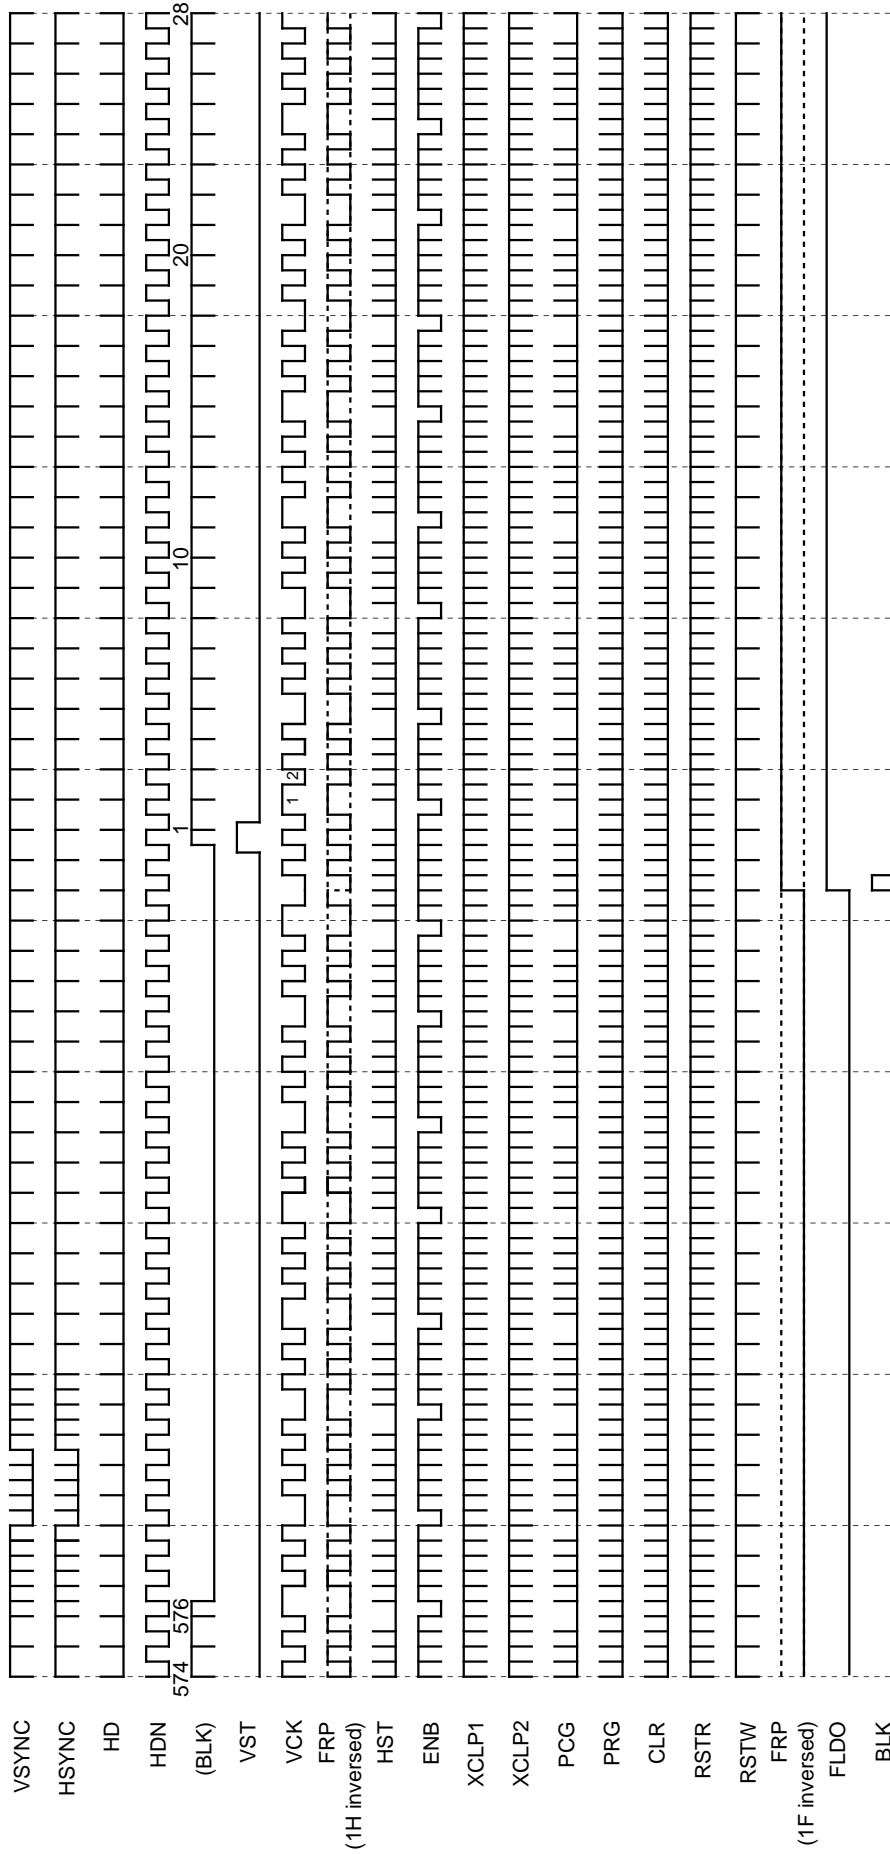 VSYNC
HSYNC
HD
HDN
(BLK)
574 576 1 10 20 28
VST
VCK
1 2
FRP
(1H inversed)
HST
ENB
XCLP1
XCLP2
PCG
PRG
CLR
RSTR
RSTW
FRP
(1F inversed)
FLDO
BLK